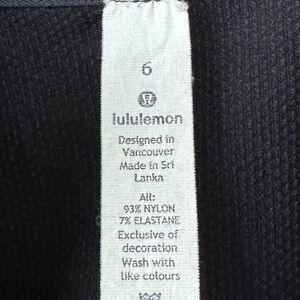 6
lululemon
Designed in
Vancouver
Made in Sri
Lanka
All:
93% NYLON
7% ELASTANE
Exclusive of
decoration
Wash with
like colours